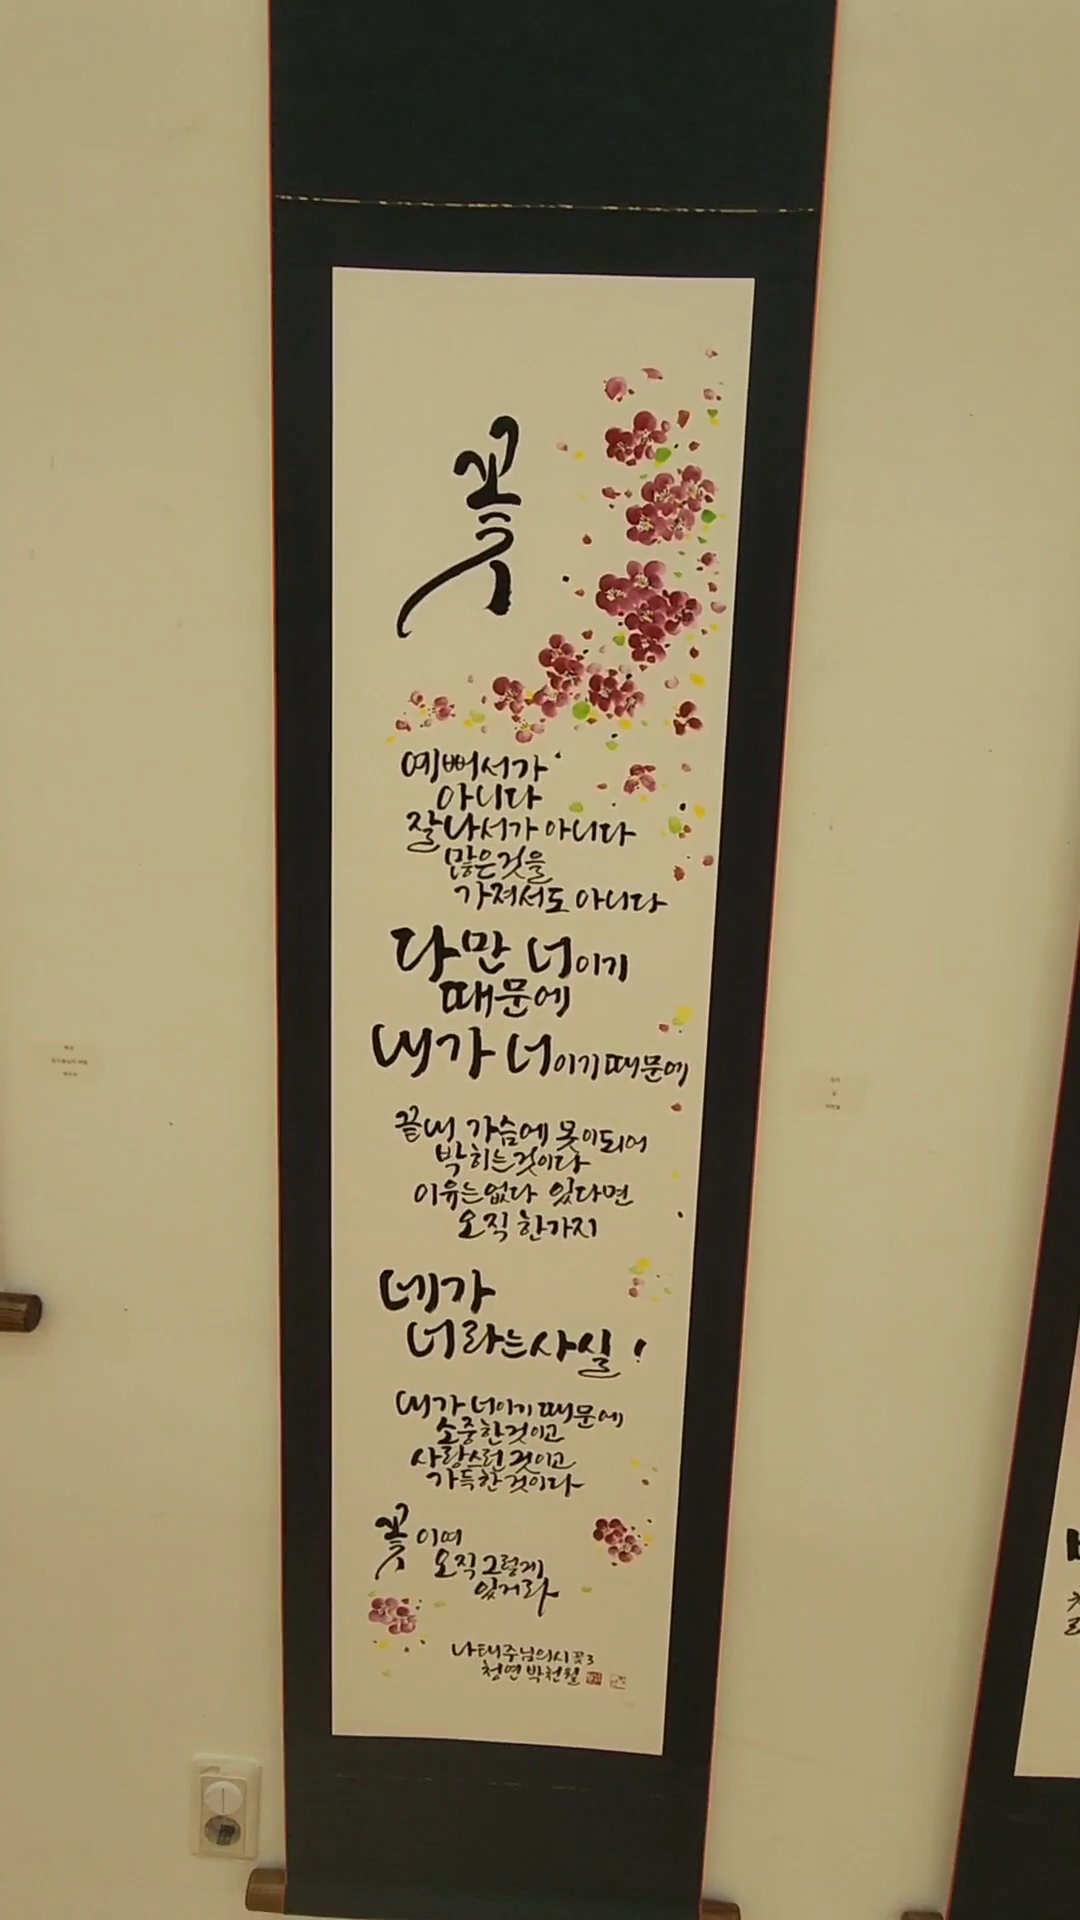 꽃
예뻐서가
아니다
잘나서가 아니다
많은것을
가져서도 아니다
다만 너이기
때문에
네가 너이기 때문에
끝내 가슴에 못이되어
박히는것이다
이유는없다 있다면
오직 한가지
네가
너라는사실!
네가 너이기 때문에
소중한것이고
사랑스런것이고
가득한것이다
꽃이여
오직그렇게
있거라
나태주님의시 꽃3
청연 박천월